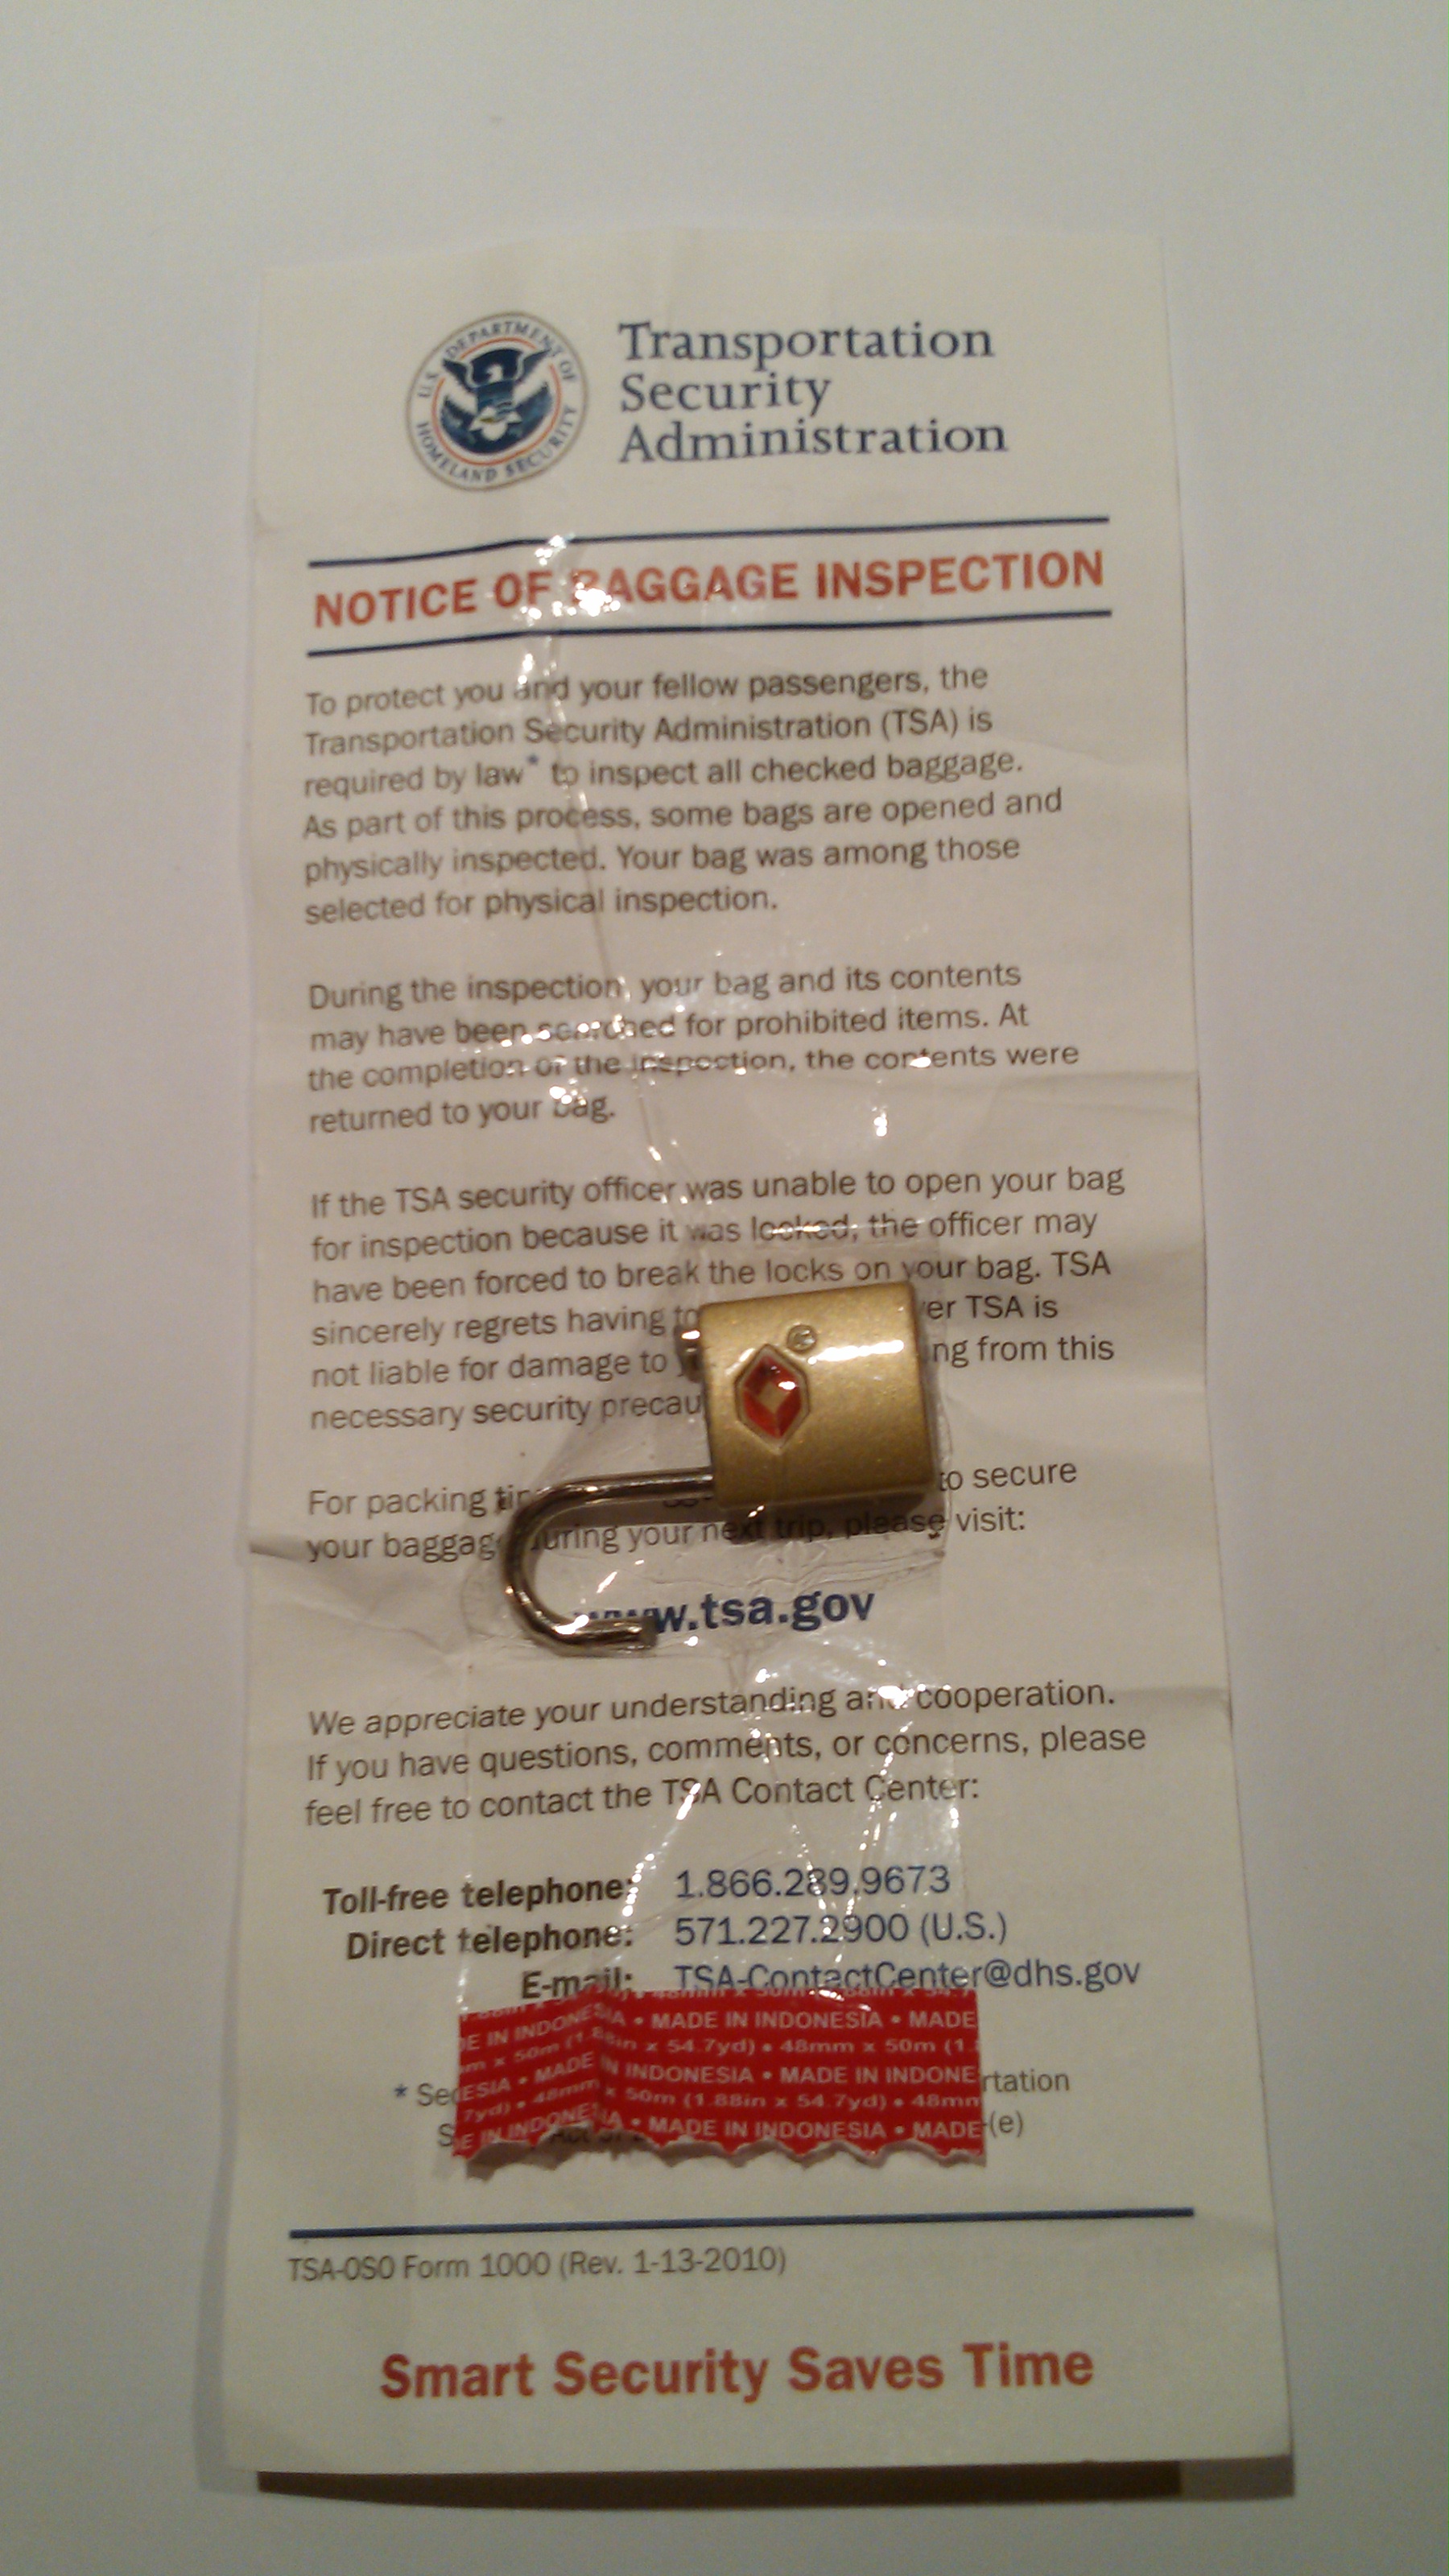 U.S. DEPARTMENT OF
HOMELAND SECURITY
Transportation
Security
Administration
NOTICE OF BAGGAGE INSPECTION
To protect you and your fellow passengers, the
Transportation Security Administration (TSA) is
required by law* to inspect all checked baggage.
As part of this process, some bags are opened and
physically inspected. Your bag was among those
selected for physical inspection.
During the inspection, your bag and its contents
may have been searched for prohibited items. At
the completion of the inspection, the contents were
returned to your bag.
If the TSA security officer was unable to open your bag
for inspection because it was locked, the officer may
have been forced to break the locks on your bag. TSA
sincerely regrets having to er TSA is
not liable for damage to ng from this
necessary security precau
For packing to secure
your baggage during your next trip, please visit:
www.tsa.gov
We appreciate your understanding and cooperation.
If you have questions, comments, or concerns, please
feel free to contact the TSA Contact Center:
Toll-free telephone: 1.866.289.9673
Direct telephone: 571.227.2900 (U.S.)
E-mail: TSA-ContactCenter@dhs.gov
E IN INDONESIA • MADE IN INDONESIA • MADE
m x 50m (1.88in x 54.7yd) • 48mm x 50m (1.
ESIA • MADE IN INDONESIA • MADE IN INDONE
7yd) • 48mm x 50m (1.88in x 54.7yd) • 48mm
E IN INDONESIA • MADE IN INDONESIA • MADE
* Sec rtation
S (e)
TSA-OSO Form 1000 (Rev. 1-13-2010)
Smart Security Saves Time